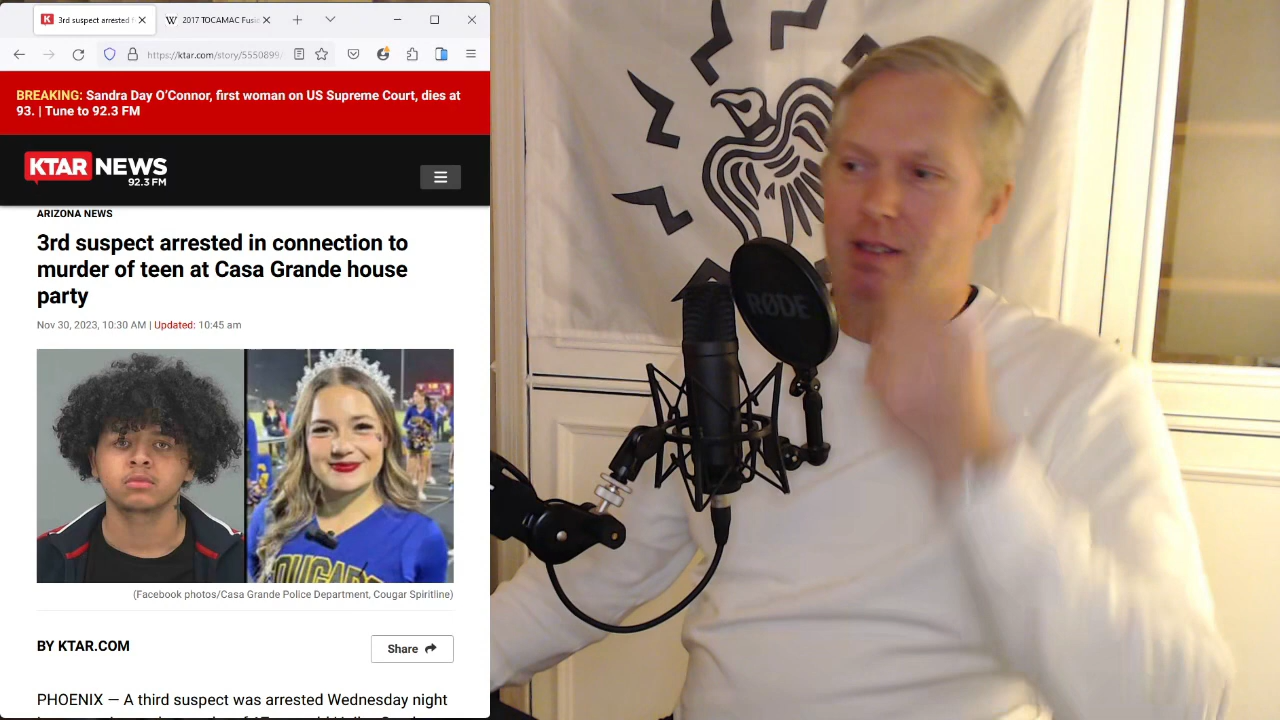 3rd suspect arrested
W 2017 TOCAMAC Fusi
https://ktar.com/story/5550899/
BREAKING: Sandra Day O’Connor, first woman on US Supreme Court, dies at
93. | Tune to 92.3 FM
KTAR NEWS
92.3 FM
ARIZONA NEWS
3rd suspect arrested in connection to
murder of teen at Casa Grande house
party
Nov 30, 2023, 10:30 AM | Updated: 10:45 am
COUGARS
(Facebook photos/Casa Grande Police Department, Cougar Spiritline)
BY KTAR.COM
Share
PHOENIX — A third suspect was arrested Wednesday night
RØDE